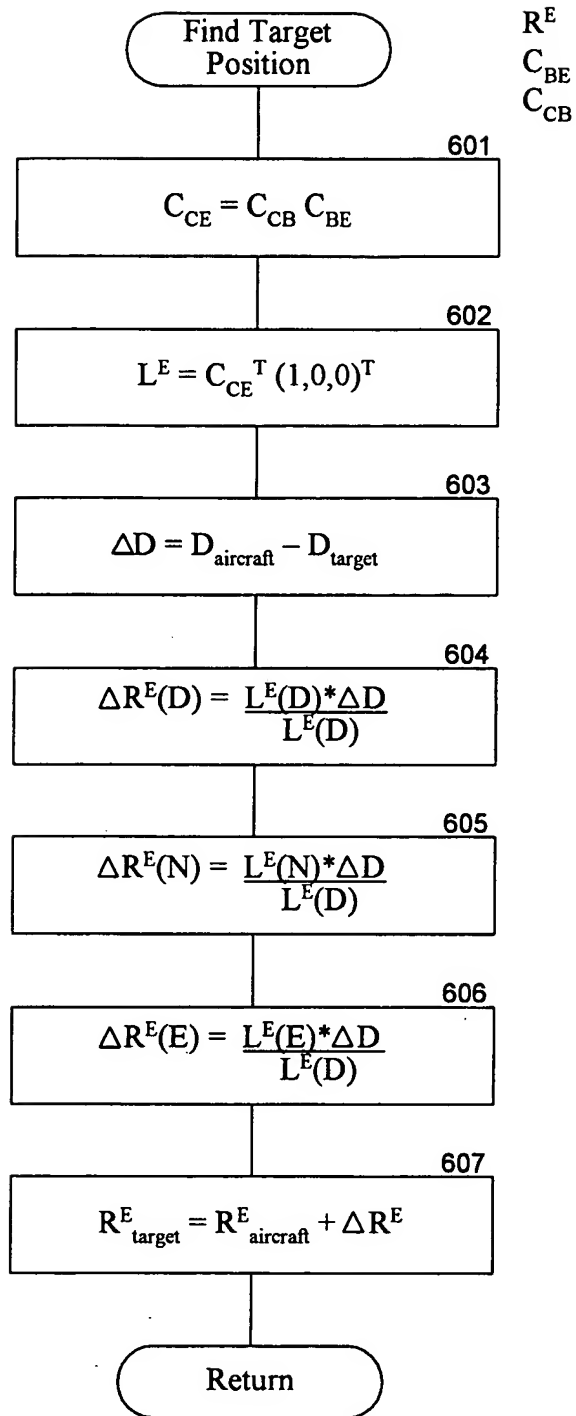 Find Target
Position
R^E
C_BE
C_CB
601
C_CE = C_CB C_BE
602
L^E = C_CE^T (1,0,0)^T
603
ΔD = D_aircraft – D_target
604
ΔR^E(D) = L^E(D)*ΔD
L^E(D)
605
ΔR^E(N) = L^E(N)*ΔD
L^E(D)
606
ΔR^E(E) = L^E(E)*ΔD
L^E(D)
607
R^E_target = R^E_aircraft + ΔR^E
Return